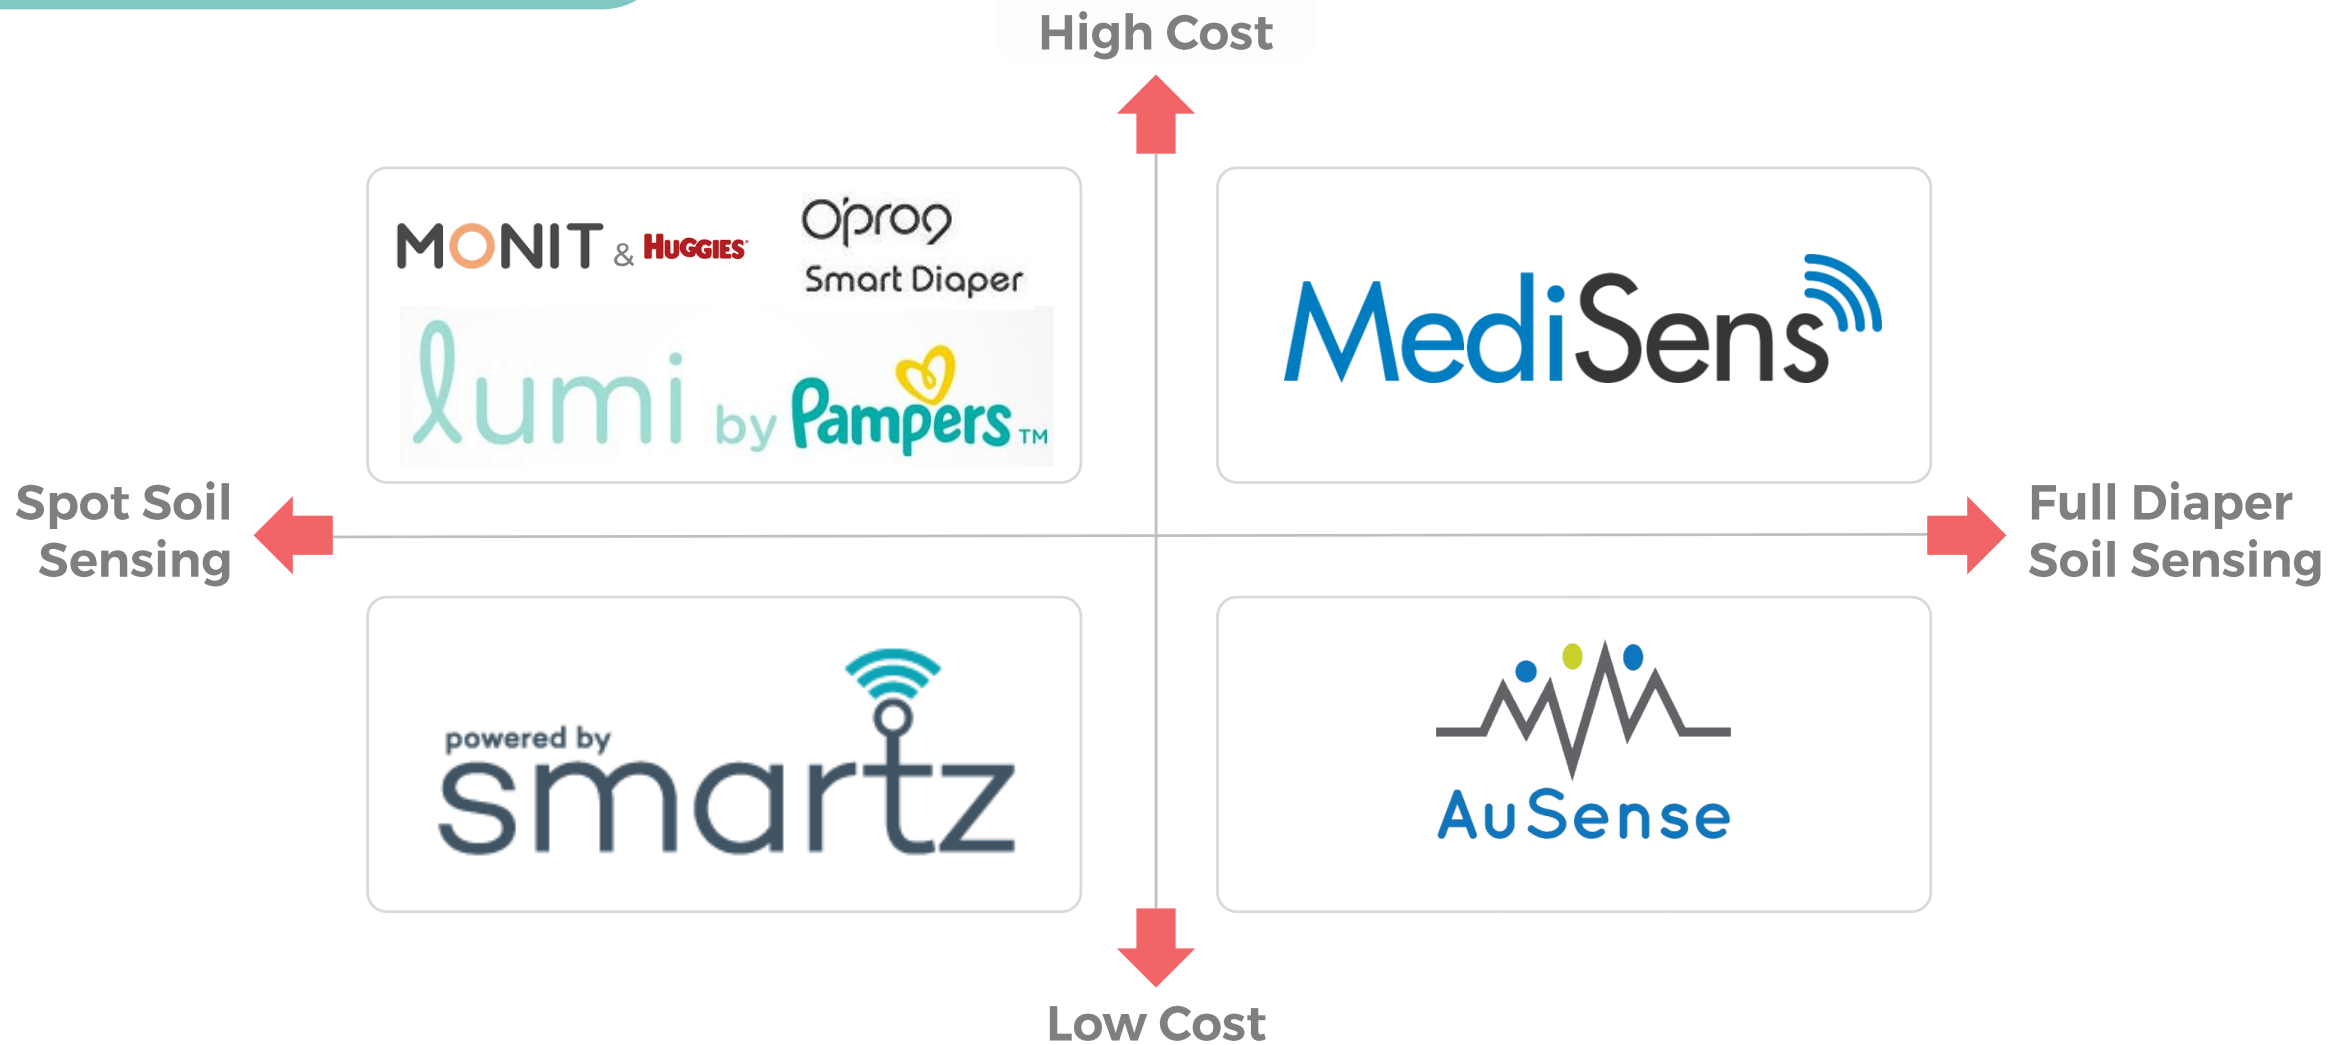 High Cost
MONIT & HUGGIES
O'pro9
Smart Diaper
lumi by Pampers TM
MediSens
Spot Soil
Sensing
Full Diaper
Soil Sensing
powered by
smartz
AuSense
Low Cost